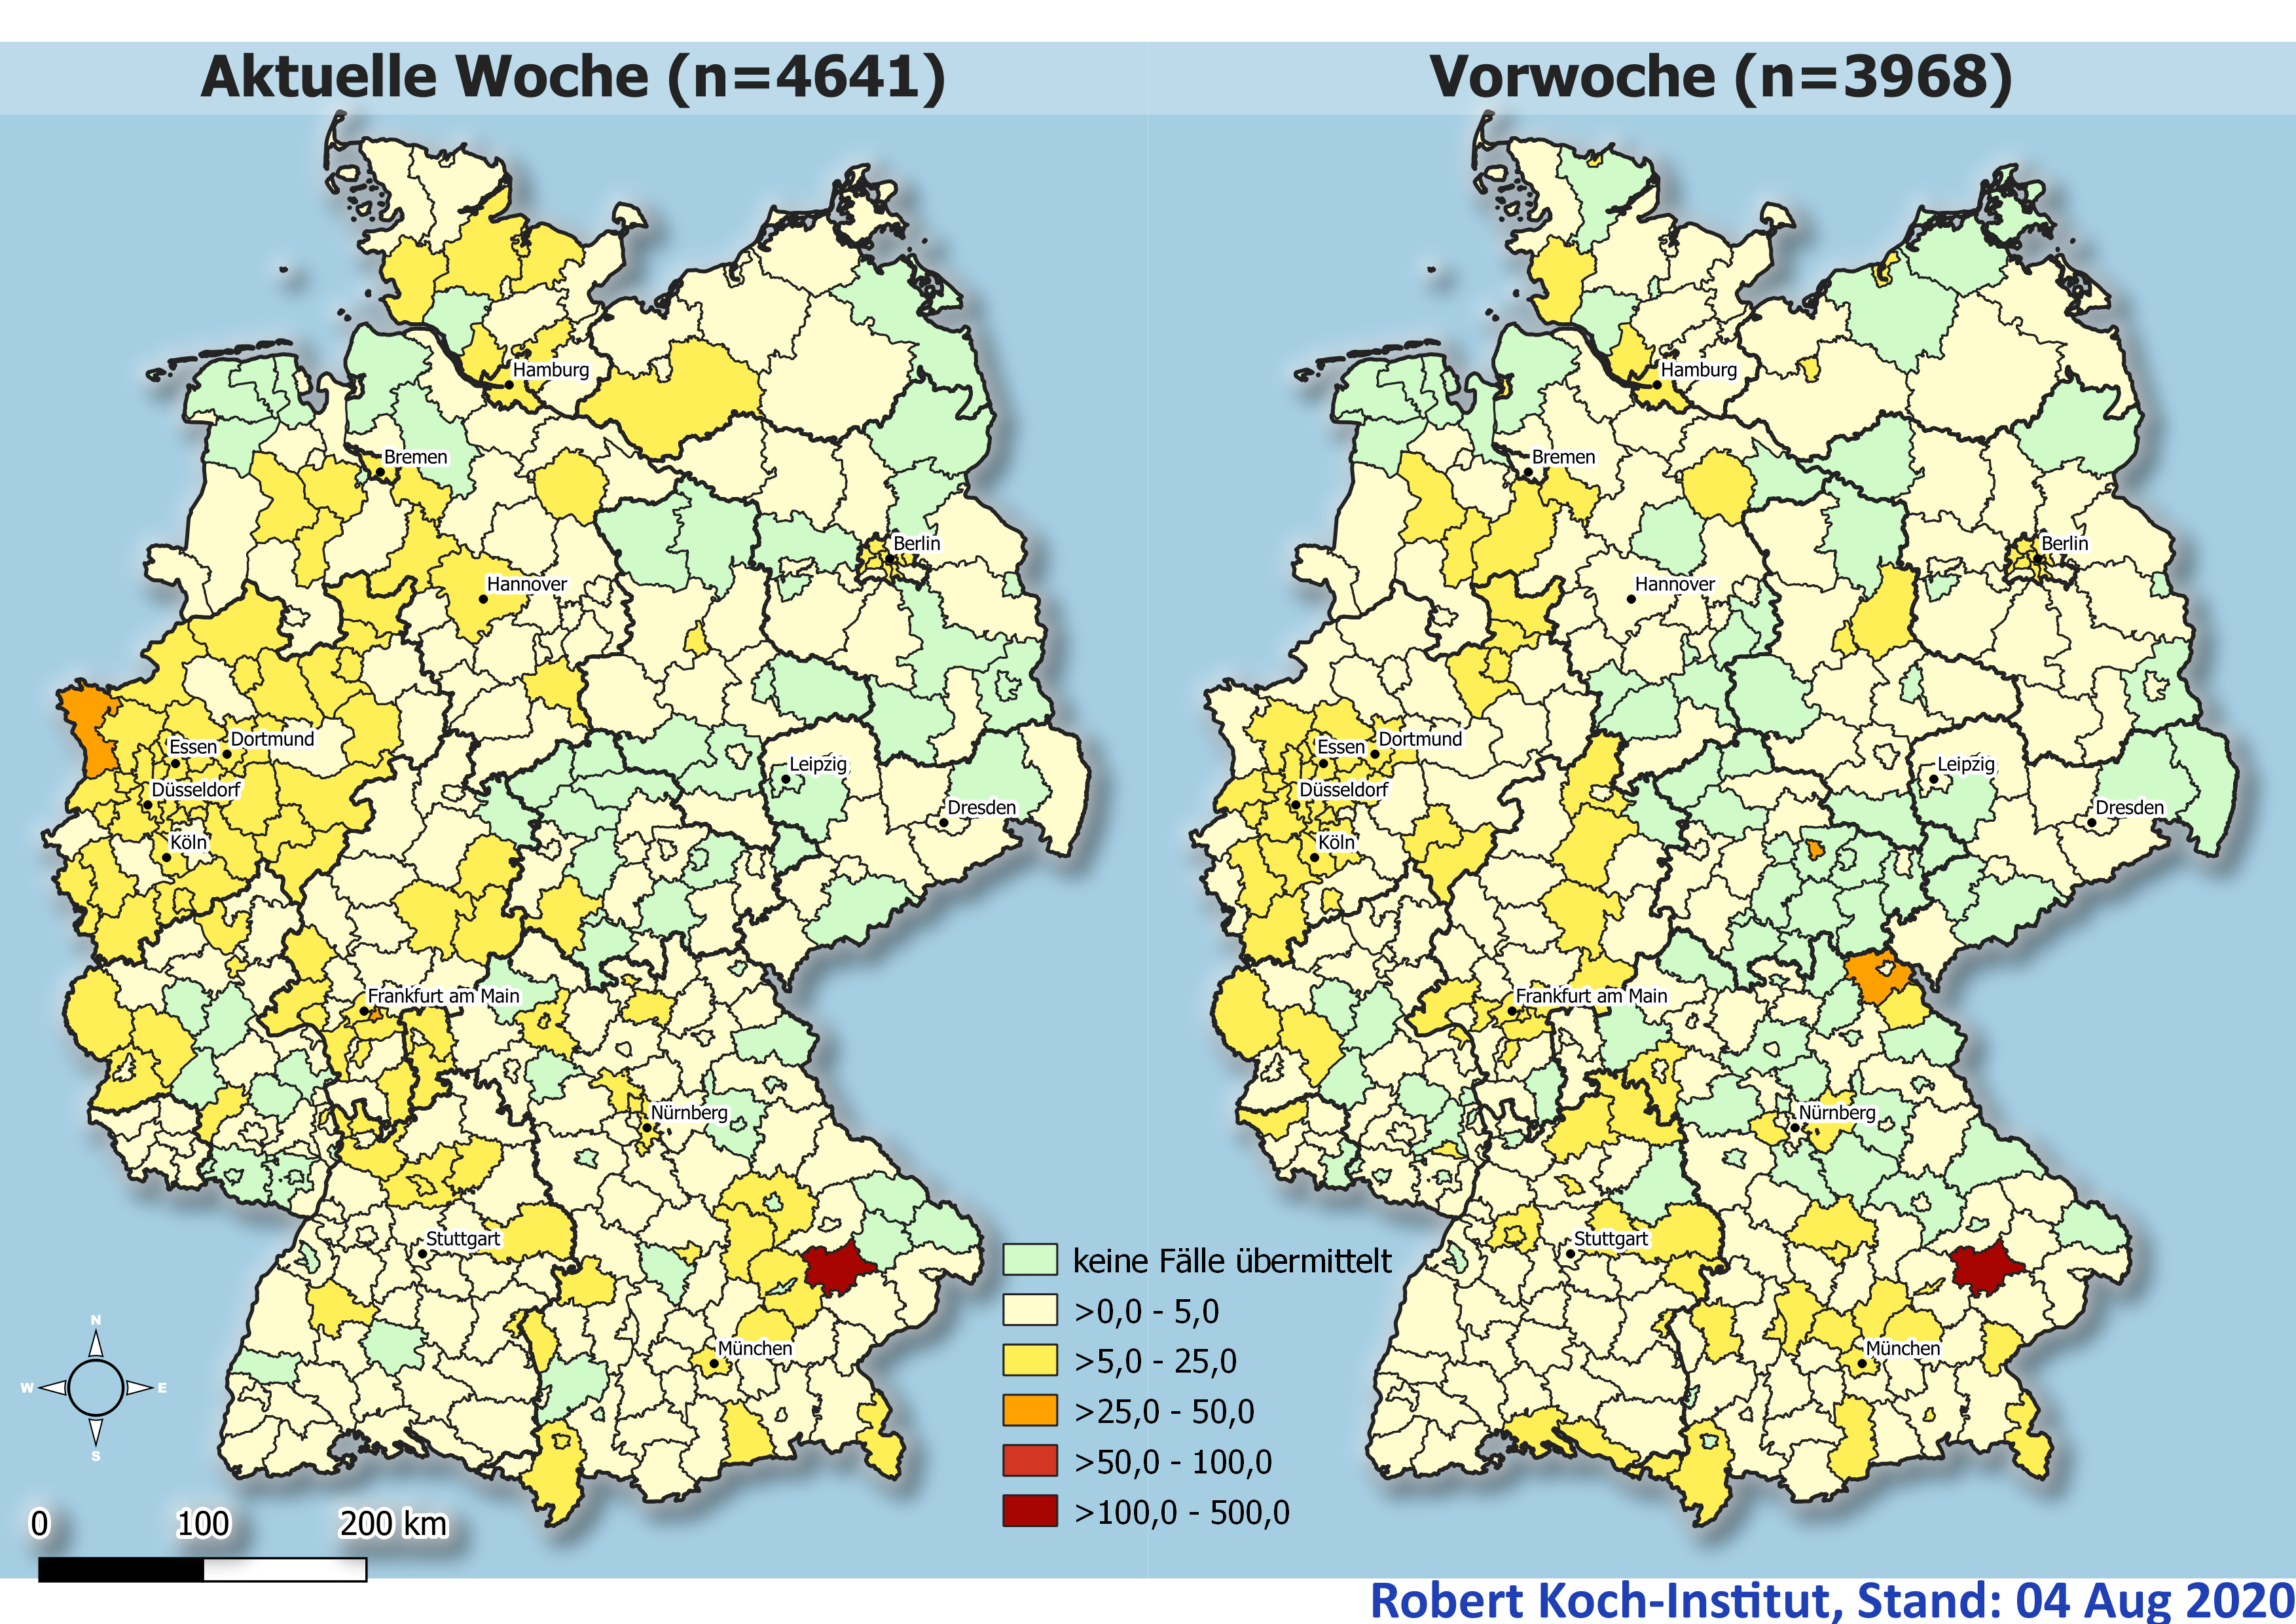 Aktuelle Woche (n=4641)
Vorwoche (n=3968)
Hamburg
Bremen
Berlin
Hannover
Essen
Dortmund
Düsseldorf
Köln
Leipzig
Dresden
Frankfurt am Main
Nürnberg
Stuttgart
München
Hamburg
Bremen
Berlin
Hannover
Essen
Dortmund
Düsseldorf
Köln
Leipzig
Dresden
Frankfurt am Main
Nürnberg
Stuttgart
München
keine Fälle übermittelt
>0,0 - 5,0
>5,0 - 25,0
>25,0 - 50,0
>50,0 - 100,0
>100,0 - 500,0
N
W E
S
0 100 200 km
Robert Koch-Institut, Stand: 04 Aug 2020